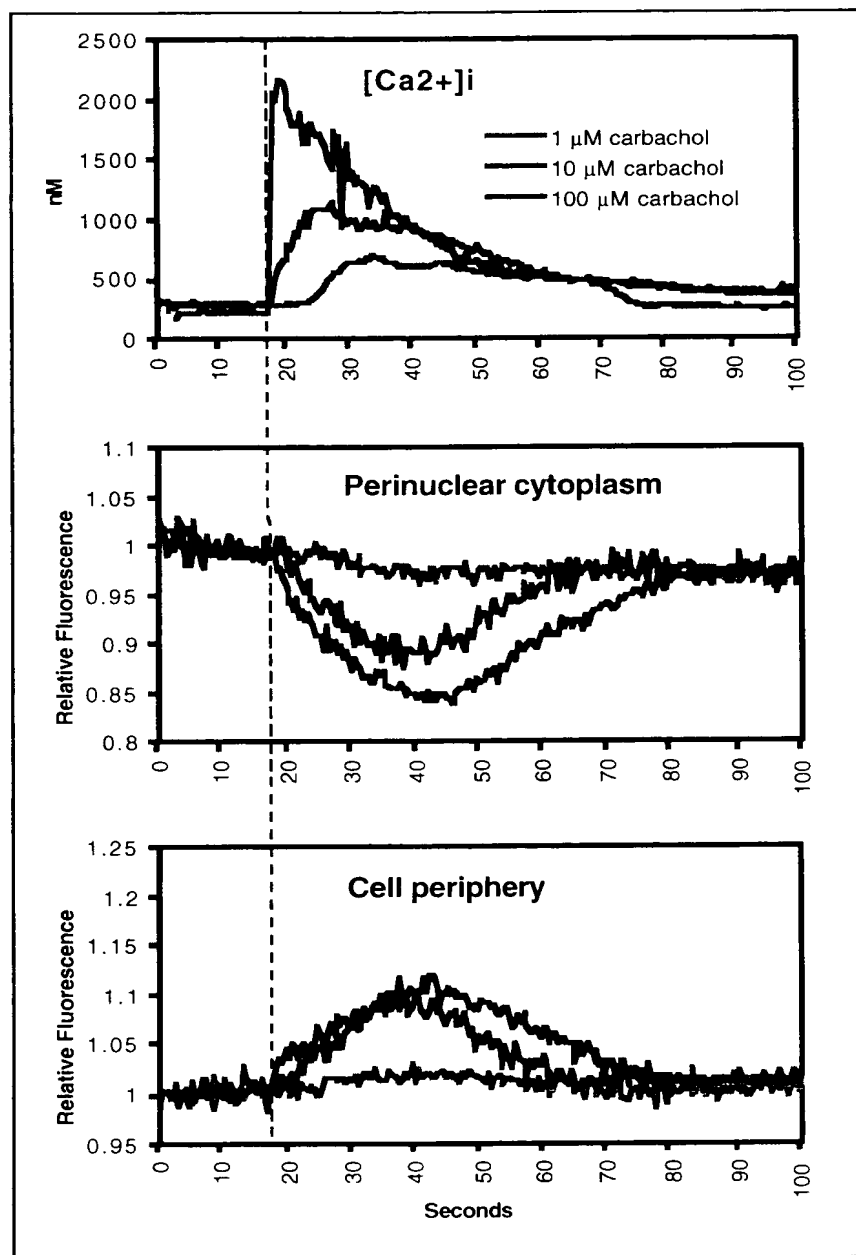 [Ca2+]i
2500
2000
1500
1000
500
0
nM
1 µM carbachol
10 µM carbachol
100 µM carbachol
0 10 20 30 40 50 60 70 80 90 100
Perinuclear cytoplasm
1.1
1.05
1
0.95
0.9
0.85
0.8
Relative Fluorescence
0 10 20 30 40 50 60 70 80 90 100
Cell periphery
1.25
1.2
1.15
1.1
1.05
1
0.95
Relative Fluorescence
0 10 20 30 40 50 60 70 80 90 100
Seconds